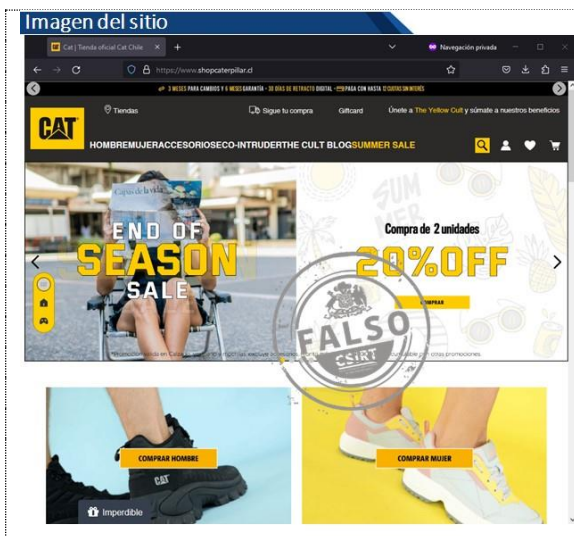 Imagen del sitio
Cat | Tienda oficial Cat Chile
Navegación privada
https://www.shopcaterpillar.cl
3 MESES PARA CAMBIOS Y 6 MESES GARANTÍA - 30 DÍAS DE RETRACTO DIGITAL - PAGA CON HASTA 12 CUOTAS SIN INTERÉS
Tiendas
Sigue tu compra
Giftcard
Únete a The Yellow Cult y súmate a nuestros beneficios
CAT
HOMBREMUJERACCESORIOSECO-INTRUDERTHE CULT BLOGSUMMER SALE
END OF
SEASON
SALE
SUM
MER
Compra de 2 unidades
20%OFF
COMPRAR
FALSO
CSIRT
COMPRAR HOMBRE
COMPRAR MUJER
CAT
Imperdible